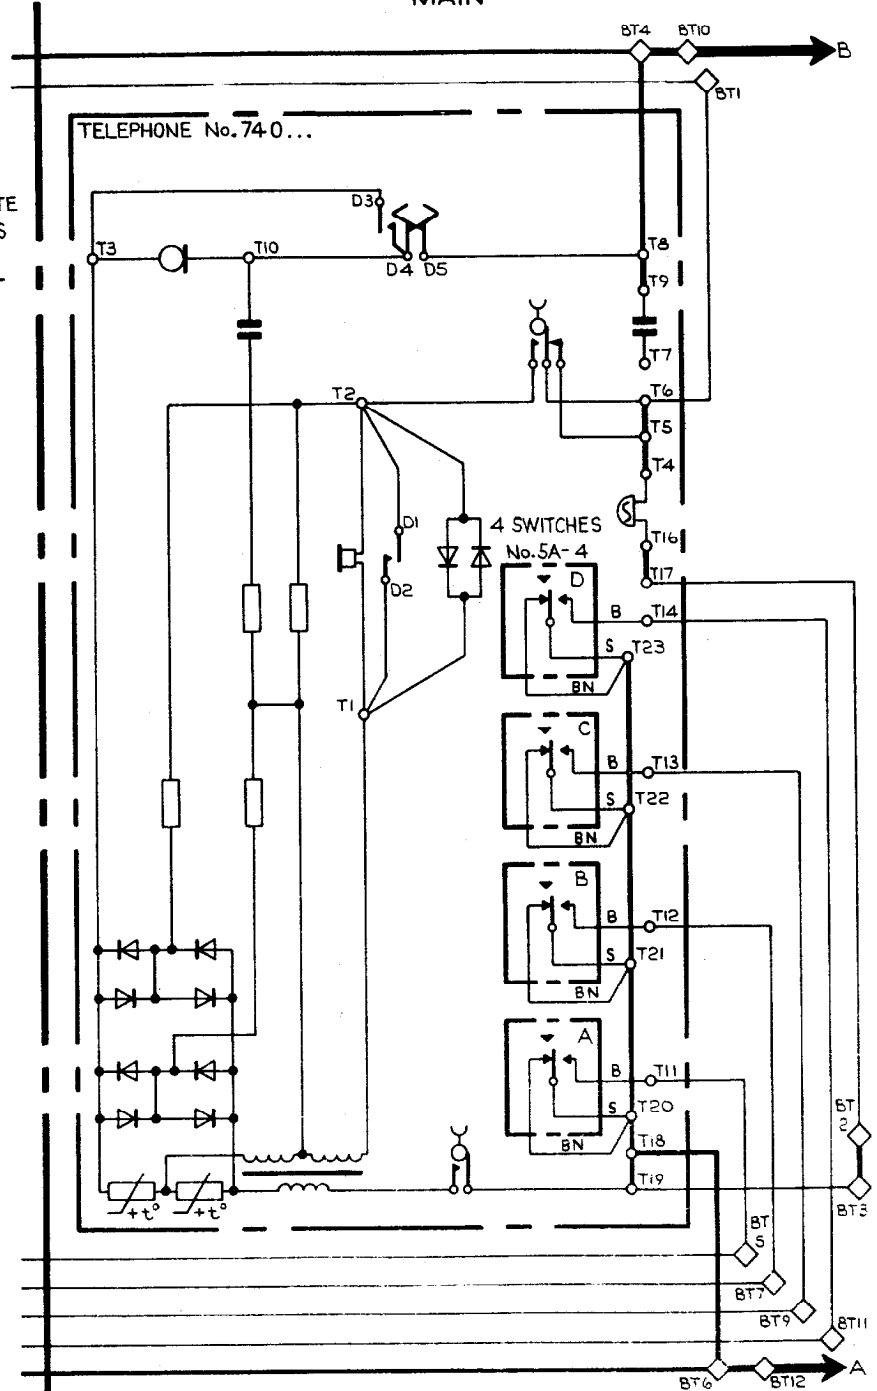 MAIN
BT4
BT10
B
BT1
TELEPHONE No.740...
TE
S
D3
T3
T10
D4
D5
T8
T9
T7
T2
T6
T5
T4
D1
4 SWITCHES
No.5A-4
T16
T17
D2
D
B
T14
S
T23
BN
T1
C
B
T13
S
T22
BN
B
B
T12
S
T21
BN
A
B
T11
S
T20
BN
T18
BT
2
T19
+t°
+t°
BT3
BT
5
BT7
BT9
BT11
A
BT6
BT12